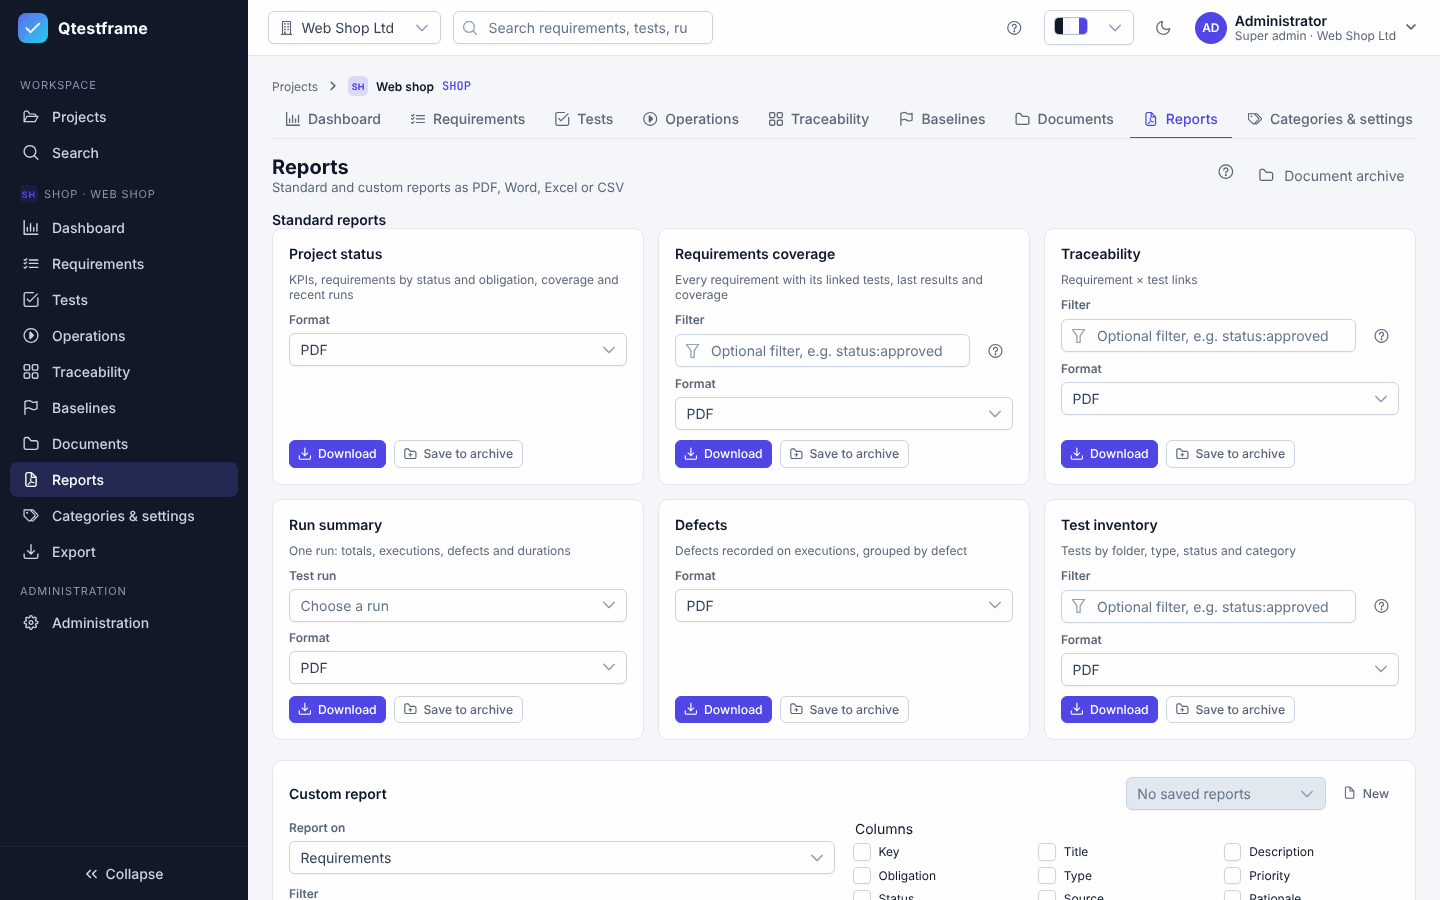 Qtestframe
Web Shop Ltd
Search requirements, tests, ru
AD
Administrator
Super admin · Web Shop Ltd
WORKSPACE
Projects
Search
SH SHOP · WEB SHOP
Dashboard
Requirements
Tests
Operations
Traceability
Baselines
Documents
Reports
Categories & settings
Export
ADMINISTRATION
Administration
Collapse
Projects
SH Web shop SHOP
Dashboard
Requirements
Tests
Operations
Traceability
Baselines
Documents
Reports
Categories & settings
Reports
Standard and custom reports as PDF, Word, Excel or CSV
Document archive
Standard reports
Project status
KPIs, requirements by status and obligation, coverage and
recent runs
Format
PDF
Download
Save to archive
Requirements coverage
Every requirement with its linked tests, last results and
coverage
Filter
Optional filter, e.g. status:approved
Format
PDF
Download
Save to archive
Traceability
Requirement × test links
Filter
Optional filter, e.g. status:approved
Format
PDF
Download
Save to archive
Run summary
One run: totals, executions, defects and durations
Test run
Choose a run
Format
PDF
Download
Save to archive
Defects
Defects recorded on executions, grouped by defect
Format
PDF
Download
Save to archive
Test inventory
Tests by folder, type, status and category
Filter
Optional filter, e.g. status:approved
Format
PDF
Download
Save to archive
Custom report
No saved reports
New
Report on
Requirements
Filter
Columns
Key
Title
Description
Obligation
Type
Priority
Status
Source
Rationale